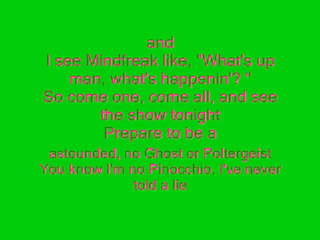 and
I see Mindfreak like, "What's up
man, what's happenin'? "
So come one, come all, and see
the show tonight
Prepare to be a
astounded, no Ghost or Poltergeist
You know I'm no Pinocchio, I've never
told a lie